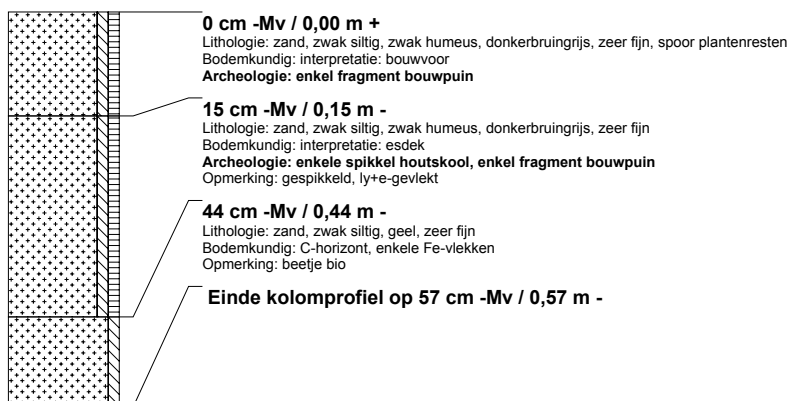 0 cm -Mv / 0,00 m +
Lithologie: zand, zwak siltig, zwak humeus, donkerbruingrijs, zeer fijn, spoor plantenresten
Bodemkundig: interpretatie: bouwvoor
Archeologie: enkel fragment bouwpuin
15 cm -Mv / 0,15 m -
Lithologie: zand, zwak siltig, zwak humeus, donkerbruingrijs, zeer fijn
Bodemkundig: interpretatie: esdek
Archeologie: enkele spikkel houtskool, enkel fragment bouwpuin
Opmerking: gespikkeld, ly+e-gevlekt
44 cm -Mv / 0,44 m -
Lithologie: zand, zwak siltig, geel, zeer fijn
Bodemkundig: C-horizont, enkele Fe-vlekken
Opmerking: beetje bio
Einde kolomprofiel op 57 cm -Mv / 0,57 m -